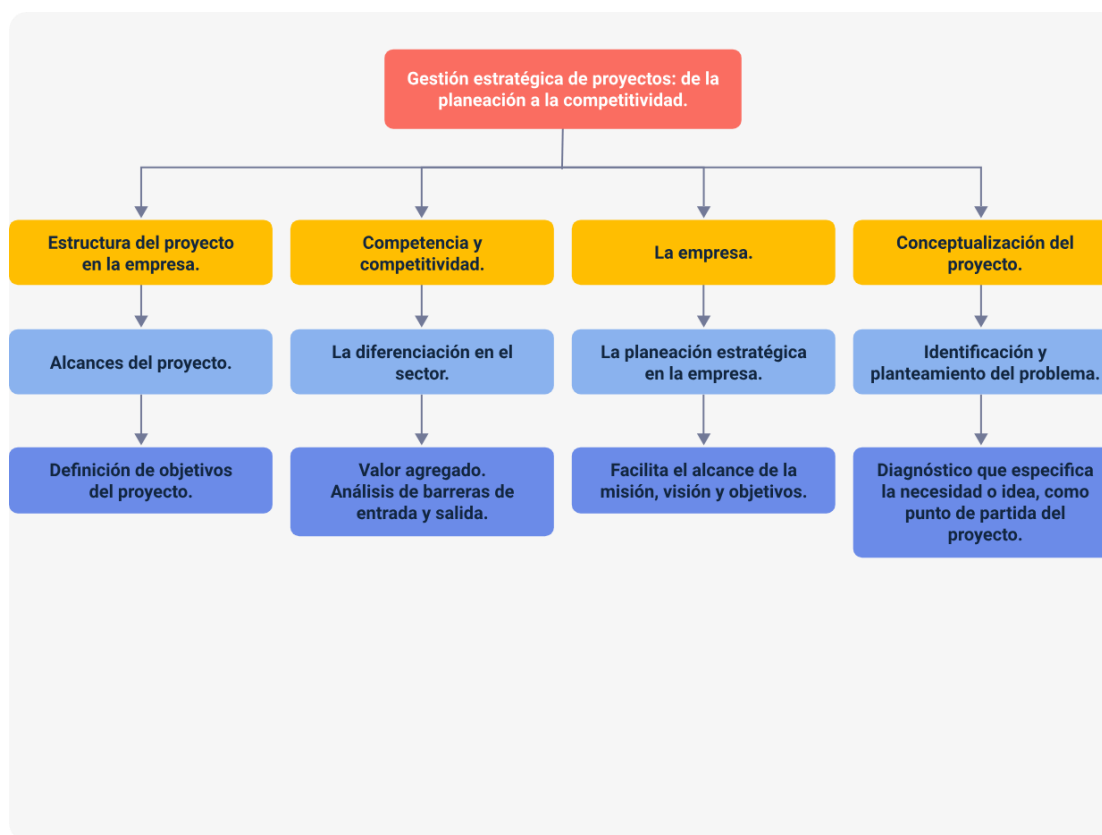 Gestión estratégica de proyectos: de la
planeación a la competitividad.
Estructura del proyecto
en la empresa.
Competencia y
competitividad.
La empresa.
Conceptualización del
proyecto.
Alcances del proyecto.
La diferenciación en el
sector.
La planeación estratégica
en la empresa.
Identificación y
planteamiento del problema.
Definición de objetivos
del proyecto.
Valor agregado.
Análisis de barreras de
entrada y salida.
Facilita el alcance de la
misión, visión y objetivos.
Diagnóstico que especifica
la necesidad o idea, como
punto de partida del
proyecto.